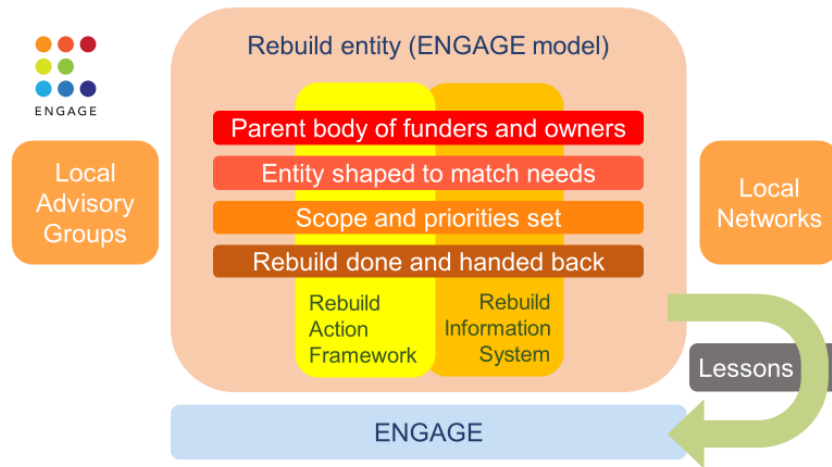 Rebuild entity (ENGAGE model)
ENGAGE
Parent body of funders and owners
Entity shaped to match needs
Scope and priorities set
Rebuild done and handed back
Local
Advisory
Groups
Local
Networks
Rebuild
Action
Framework
Rebuild
Information
System
Lessons
ENGAGE